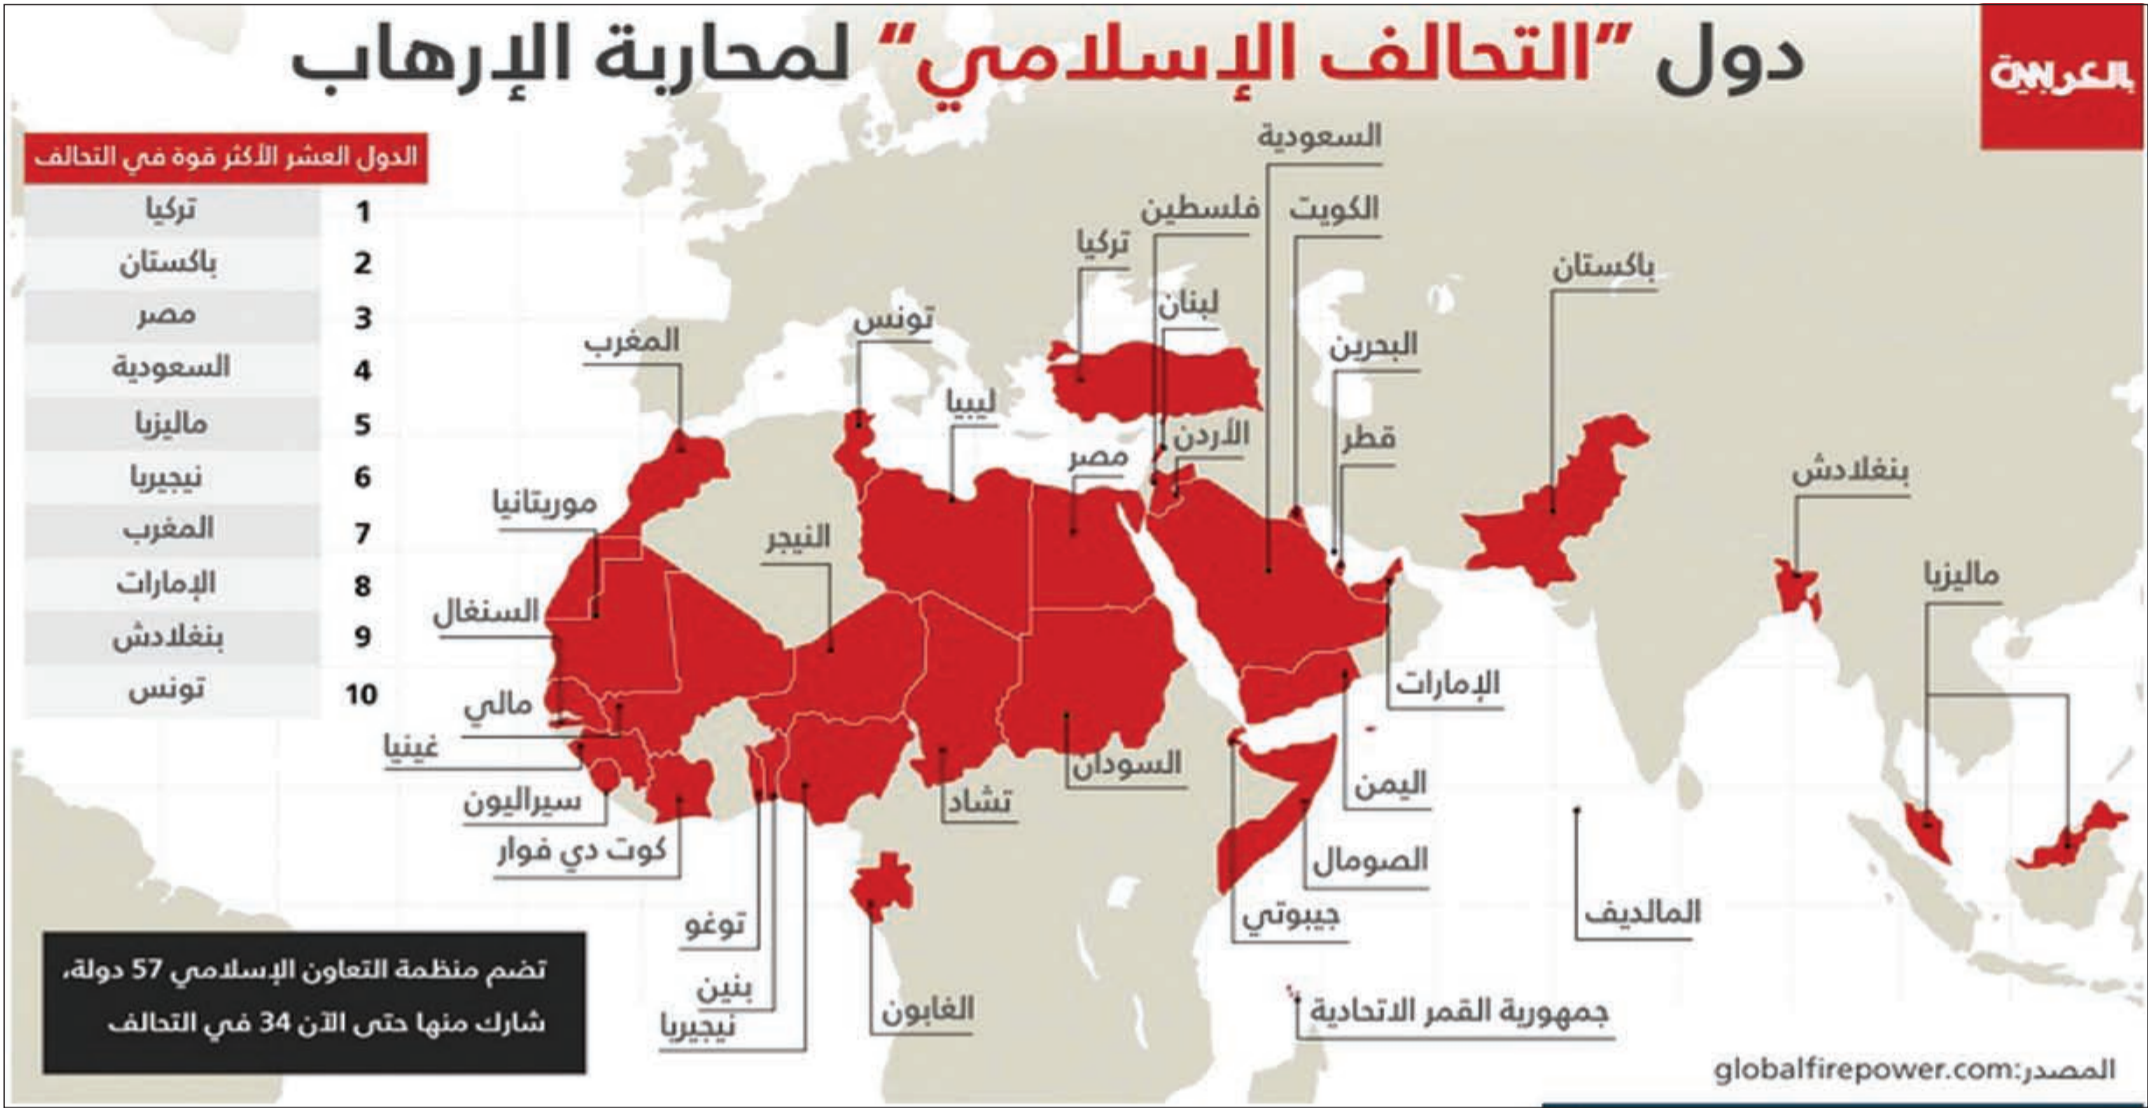 دول "التحالف الإسلامي" لمحاربة الإرهاب
CNN بالعربية
الدول العشر الأكثر قوة في التحالف
1 تركيا
2 باكستان
3 مصر
4 السعودية
5 ماليزيا
6 نيجيريا
7 المغرب
8 الإمارات
9 بنغلادش
10 تونس
السعودية
الكويت
فلسطين
تركيا
باكستان
لبنان
تونس
البحرين
المغرب
ليبيا
قطر
الأردن
مصر
بنغلادش
موريتانيا
النيجر
ماليزيا
السنغال
الإمارات
مالي
غينيا
السودان
اليمن
سيراليون
تشاد
كوت دي فوار
الصومال
المالديف
جيبوتي
توغو
بنين
نيجيريا
الغابون
جمهورية القمر الاتحادية
تضم منظمة التعاون الإسلامي 57 دولة،
شارك منها حتى الآن 34 في التحالف
المصدر:globalfirepower.com